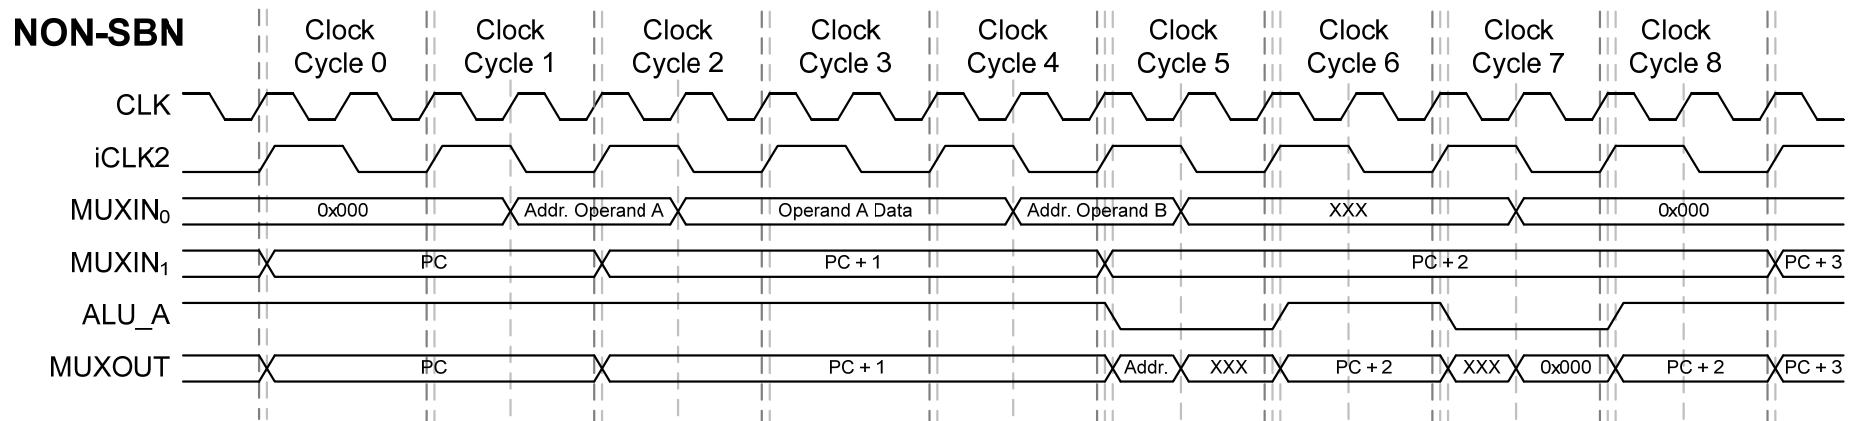 NON-SBN
Clock Cycle 0
Clock Cycle 1
Clock Cycle 2
Clock Cycle 3
Clock Cycle 4
Clock Cycle 5
Clock Cycle 6
Clock Cycle 7
Clock Cycle 8
CLK
iCLK2
MUXIN₀ 0x000 Addr. Operand A Operand A Data Addr. Operand B XXX 0x000
MUXIN₁ PC PC + 1 PC + 2 PC + 3
ALU_A
MUXOUT PC PC + 1 Addr. XXX PC + 2 XXX 0x000 PC + 2 PC + 3